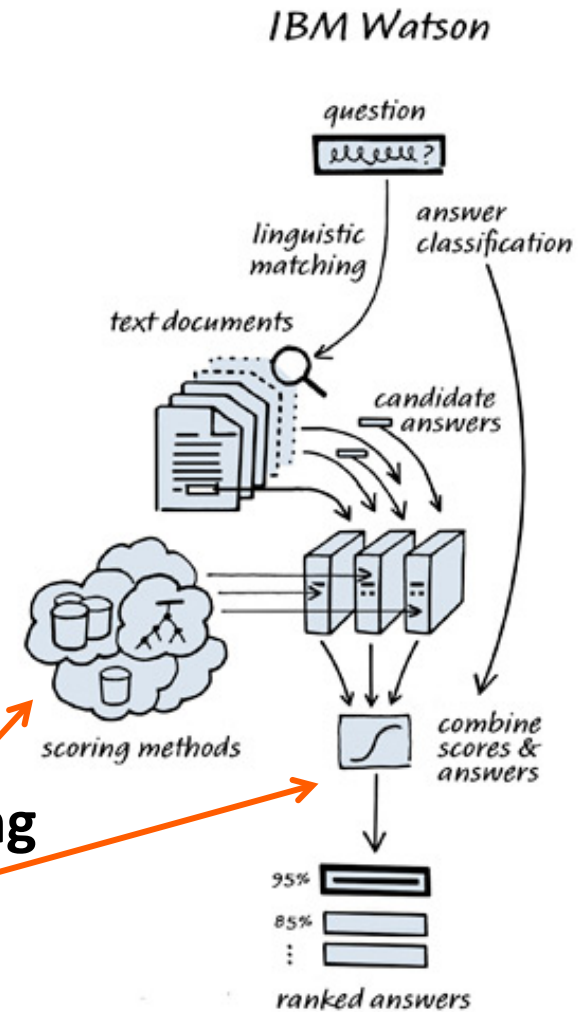 IBM Watson
question
?
linguistic
matching
answer
classification
text documents
candidate
answers
scoring methods
combine
scores &
answers
ng
95%
85%
ranked answers